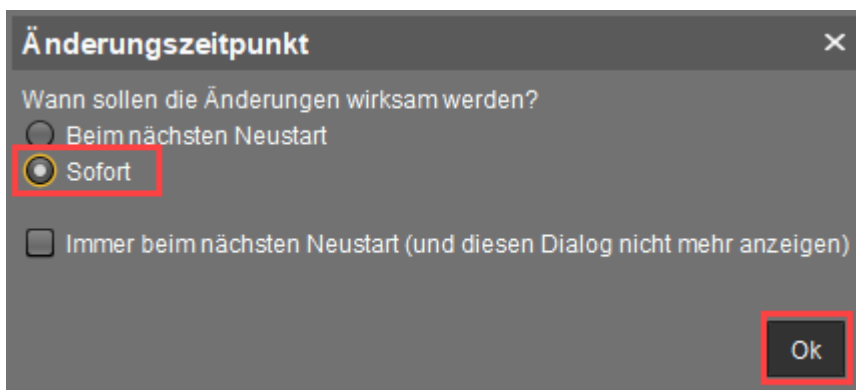 Änderungszeitpunkt
Wann sollen die Änderungen wirksam werden?
Beim nächsten Neustart
Sofort
Immer beim nächsten Neustart (und diesen Dialog nicht mehr anzeigen)
Ok